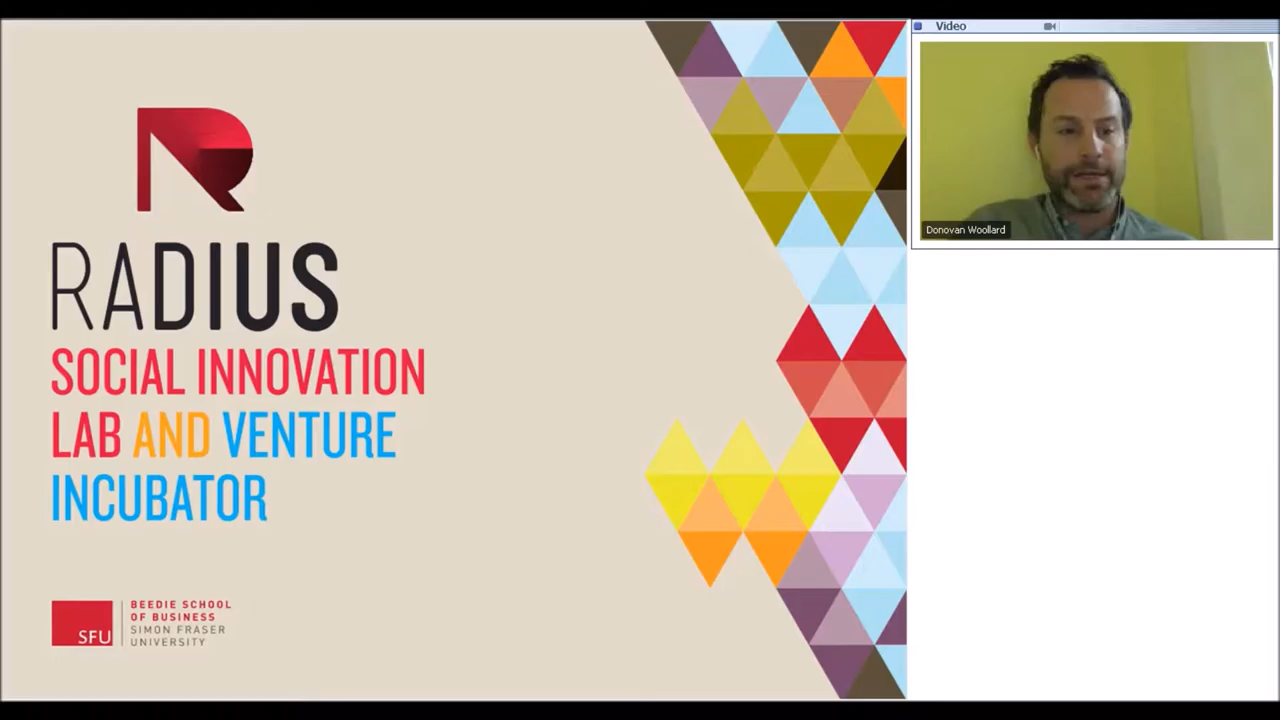 RADIUS
SOCIAL INNOVATION
LAB AND VENTURE
INCUBATOR
SFU
BEEDIE SCHOOL
OF BUSINESS
SIMON FRASER
UNIVERSITY
Video
Donovan Woollard